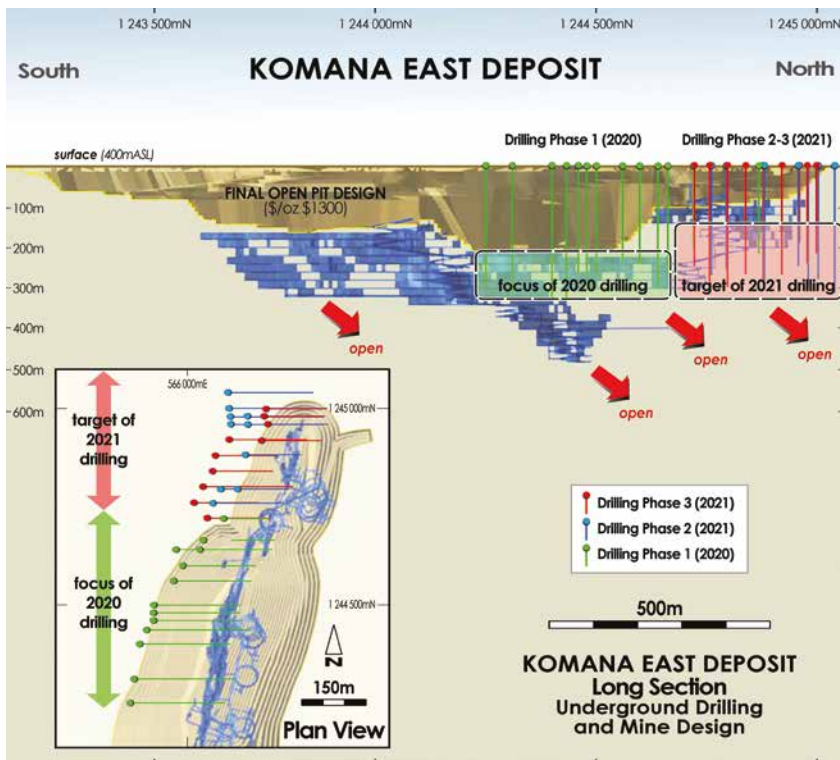 1 243 500mN
1 244 000mN
1 244 500mN
1 245 000mN
South
KOMANA EAST DEPOSIT
North
surface (400mASL)
Drilling Phase 1 (2020)
Drilling Phase 2-3 (2021)
FINAL OPEN PIT DESIGN
($/oz $1300)
100m
200m
300m
400m
500m
600m
focus of 2020 drilling
target of 2021 drilling
open
open
open
open
566 000mE
1 245 000mN
target of
2021
drilling
focus of
2020
drilling
1 244 500mN
N
150m
Plan View
Drilling Phase 3 (2021)
Drilling Phase 2 (2021)
Drilling Phase 1 (2020)
500m
KOMANA EAST DEPOSIT
Long Section
Underground Drilling
and Mine Design